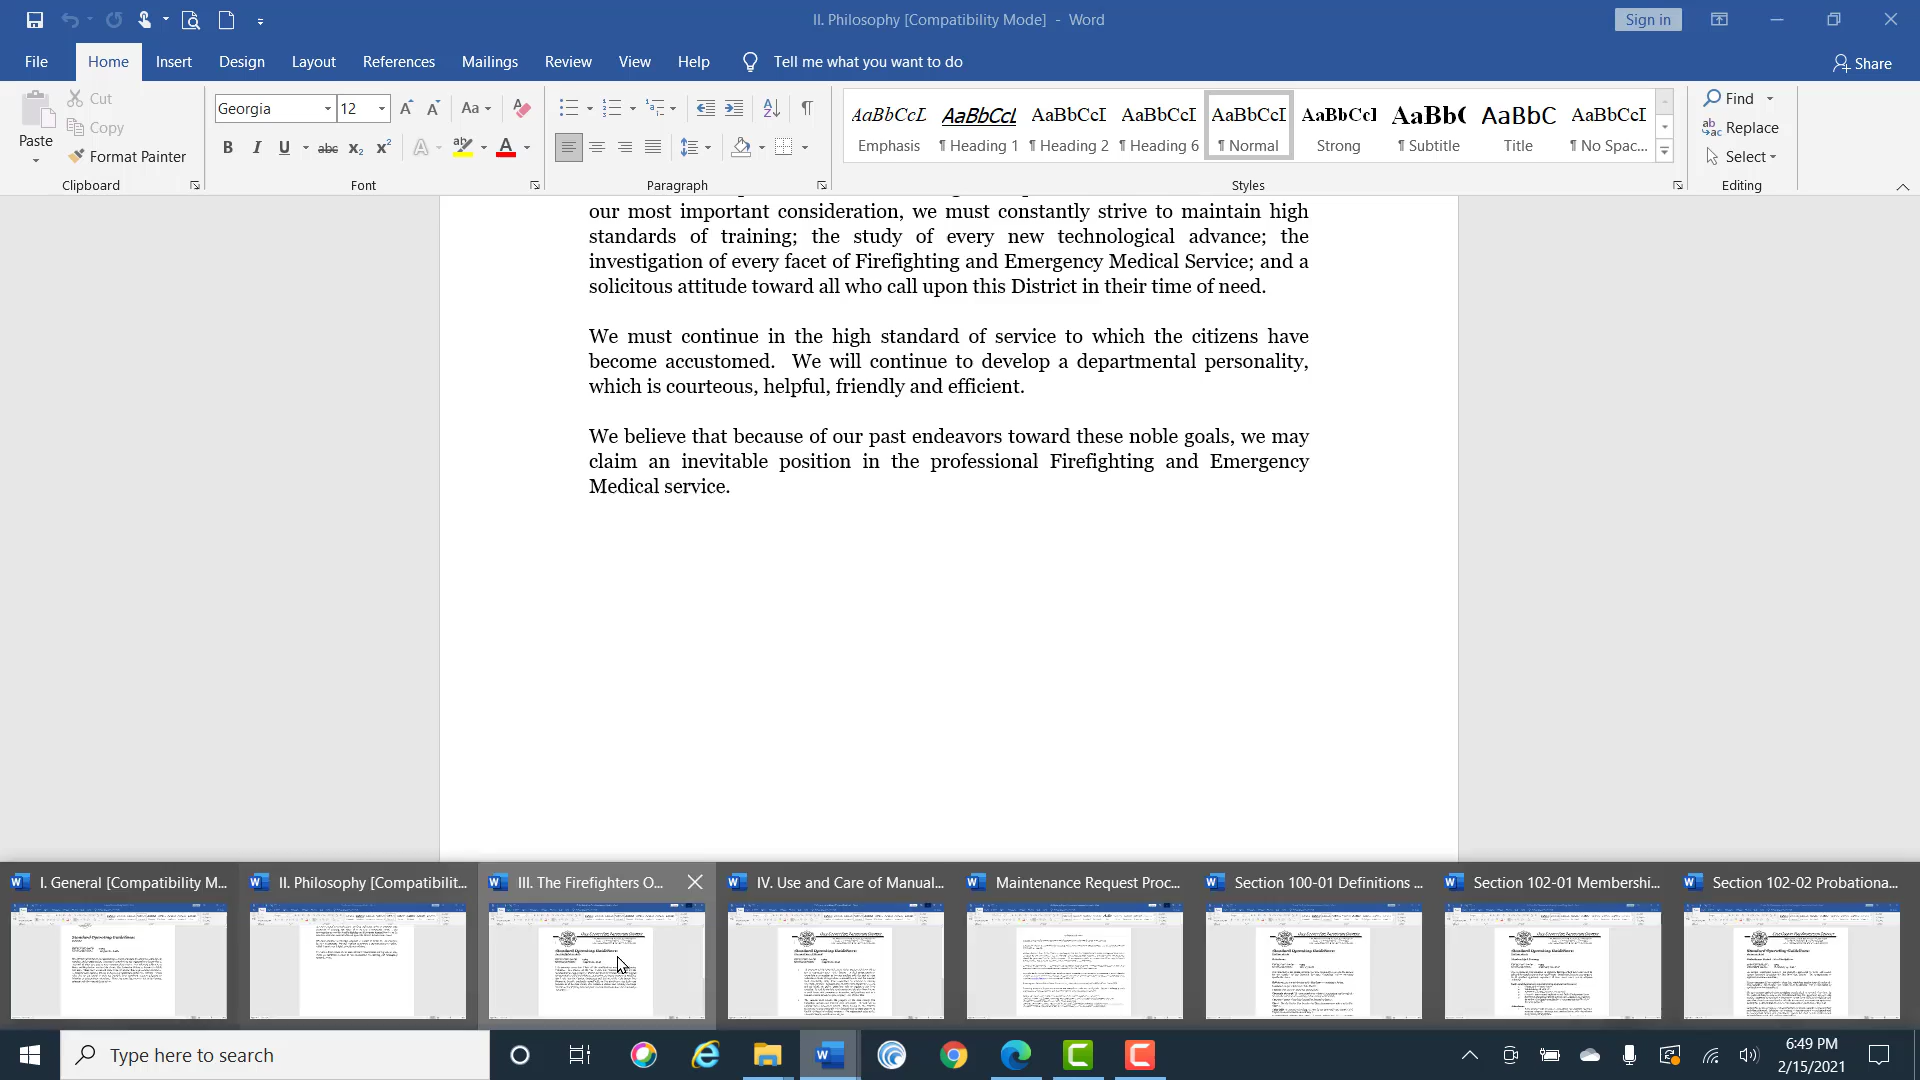 II. Philosophy [Compatibility Mode] - Word
Sign in
File Home Insert Design Layout References Mailings Review View Help Tell me what you want to do
Share
Paste
Cut
Copy
Format Painter
Clipboard
Georgia 12
Font
Paragraph
AaBbCcL AaBbCcL AaBbCcI AaBbCcI AaBbCcI AaBbCcI AaBb( AaBbC AaBbCcI
Emphasis ¶ Heading 1 ¶ Heading 2 ¶ Heading 6 ¶ Normal Strong ¶ Subtitle Title ¶ No Spac...
Styles
Find
Replace
Select
Editing
our most important consideration, we must constantly strive to maintain high
standards of training; the study of every new technological advance; the
investigation of every facet of Firefighting and Emergency Medical Service; and a
solicitous attitude toward all who call upon this District in their time of need.
We must continue in the high standard of service to which the citizens have
become accustomed. We will continue to develop a departmental personality,
which is courteous, helpful, friendly and efficient.
We believe that because of our past endeavors toward these noble goals, we may
claim an inevitable position in the professional Firefighting and Emergency
Medical service.
I. General [Compatibility M...
II. Philosophy [Compatibilit...
III. The Firefighters O...
IV. Use and Care of Manual...
Maintenance Request Proc...
Section 100-01 Definitions ...
Section 102-01 Membershi...
Section 102-02 Probationa...
Type here to search
6:49 PM
2/15/2021